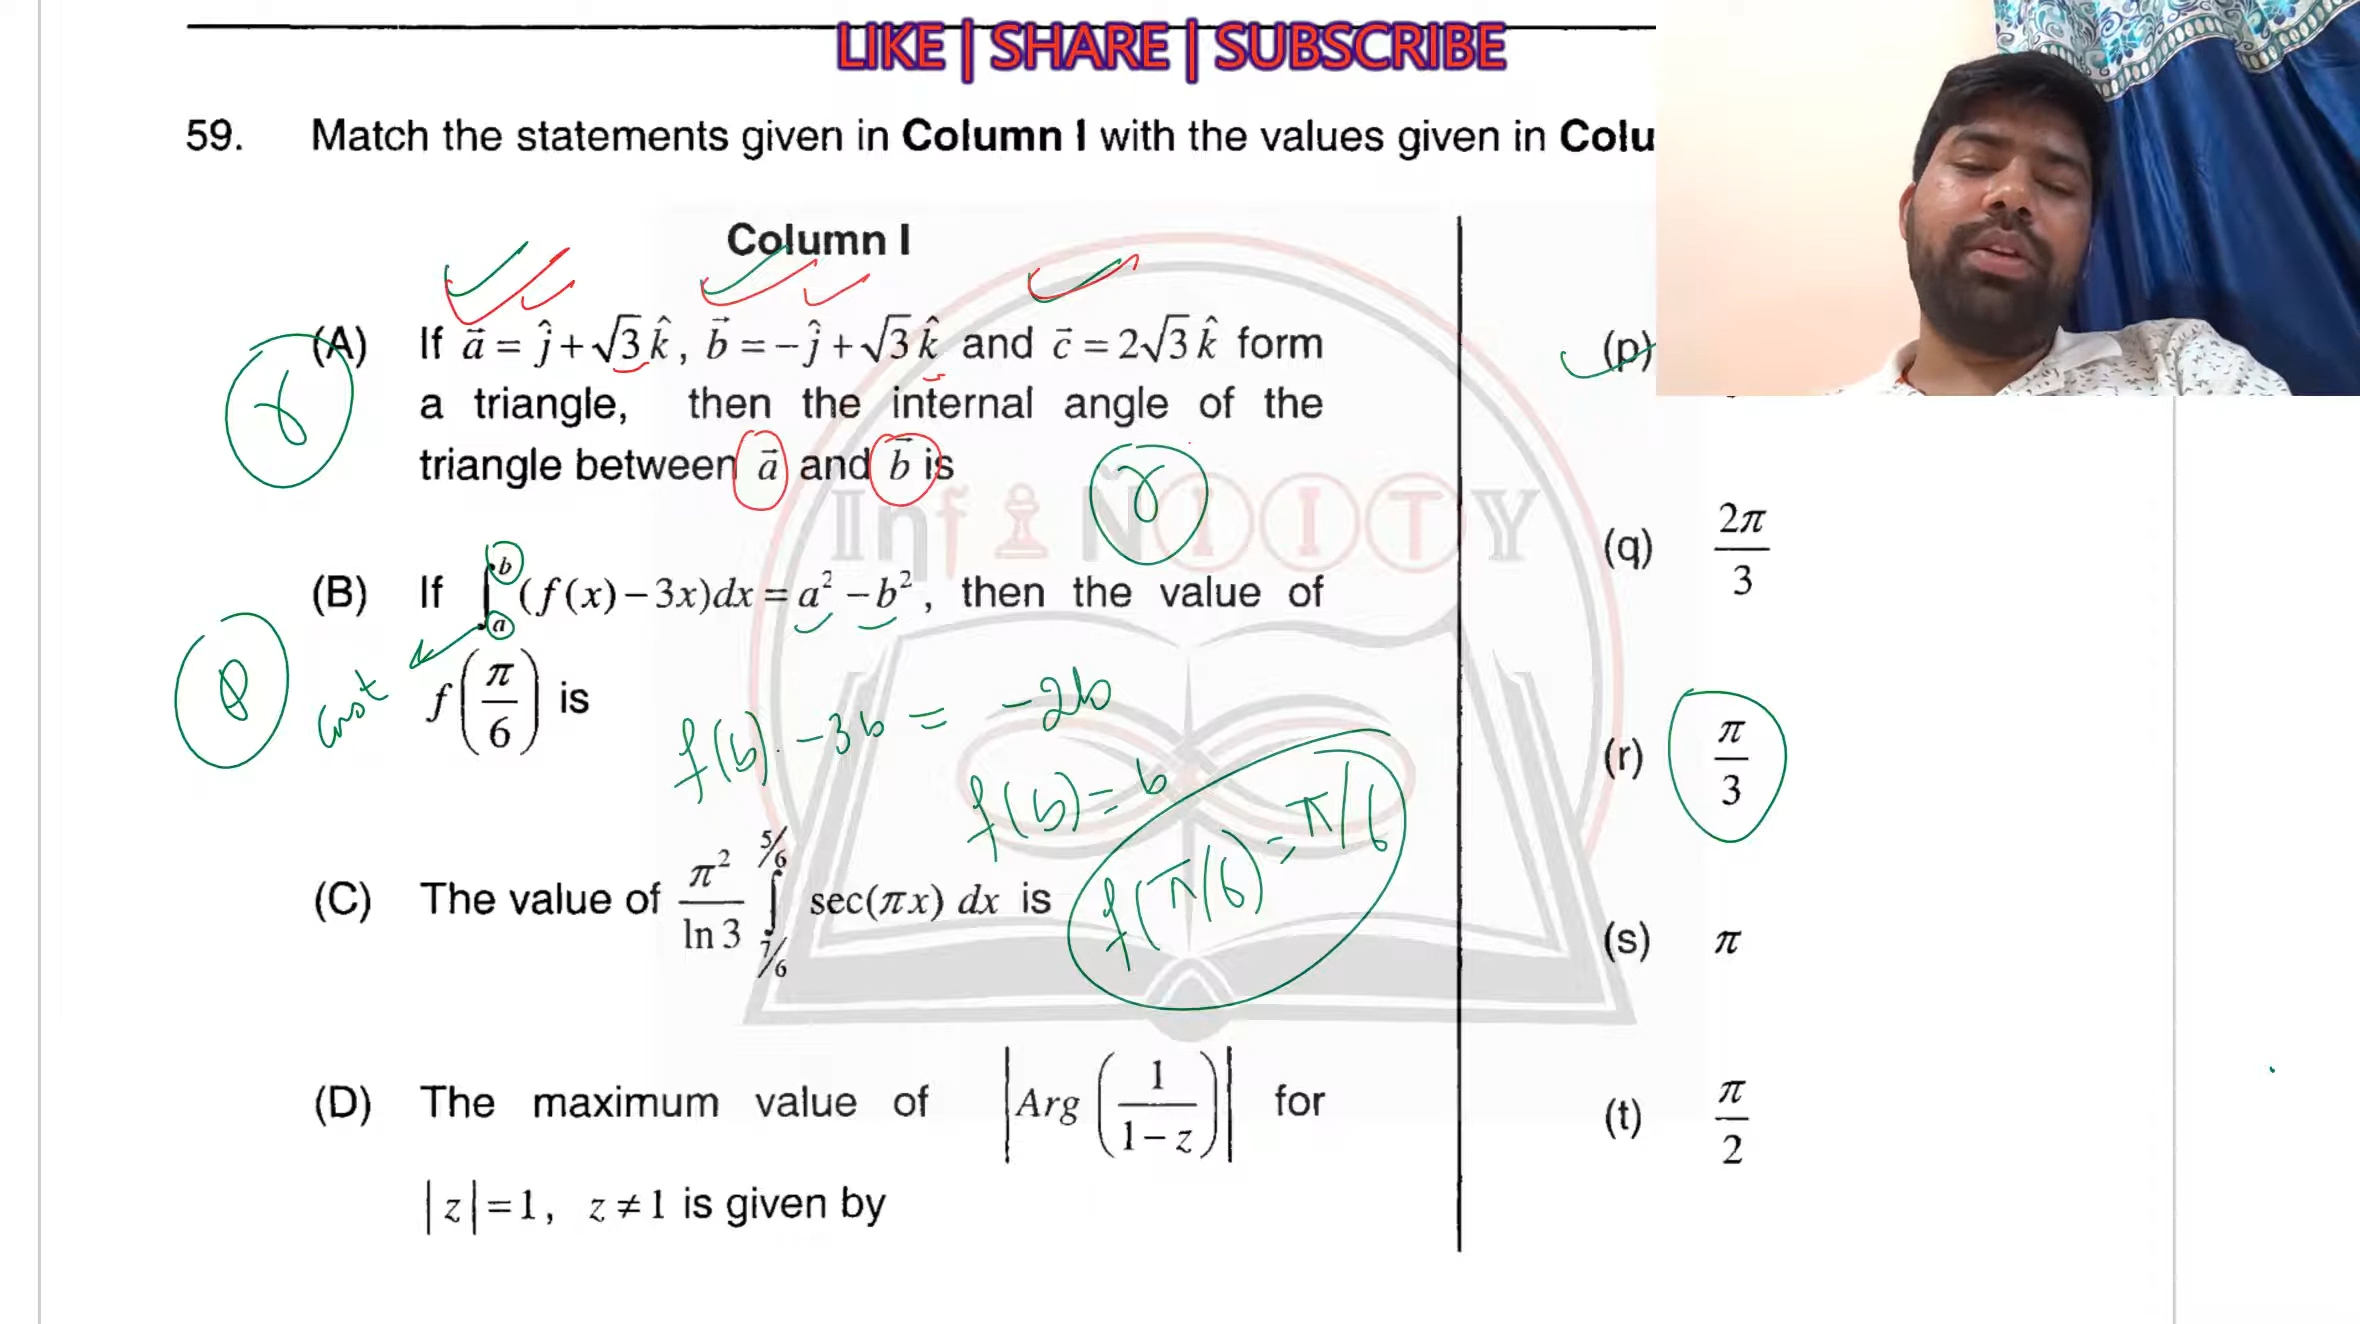 LIKE | SHARE | SUBSCRIBE
59. Match the statements given in Column I with the values given in Colu
Column I
(A) If a⃗ = ĵ + √3 k̂, b⃗ = −ĵ + √3 k̂ and c⃗ = 2√3 k̂ form
a triangle, then the internal angle of the
triangle between a⃗ and b⃗ is
(p)
InfiNIITY
(q) 2π/3
(B) If ∫_a^b (f(x) − 3x)dx = a² − b², then the value of
f(π/6) is
const
f(b) − 3b = −2b
f(b) = b
f(π/6) = π/6
(r) π/3
(C) The value of π²/ln 3 ∫_{7/6}^{5/6} sec(πx) dx is
(s) π
(D) The maximum value of |Arg(1/(1−z))| for
|z| = 1, z ≠ 1 is given by
(t) π/2